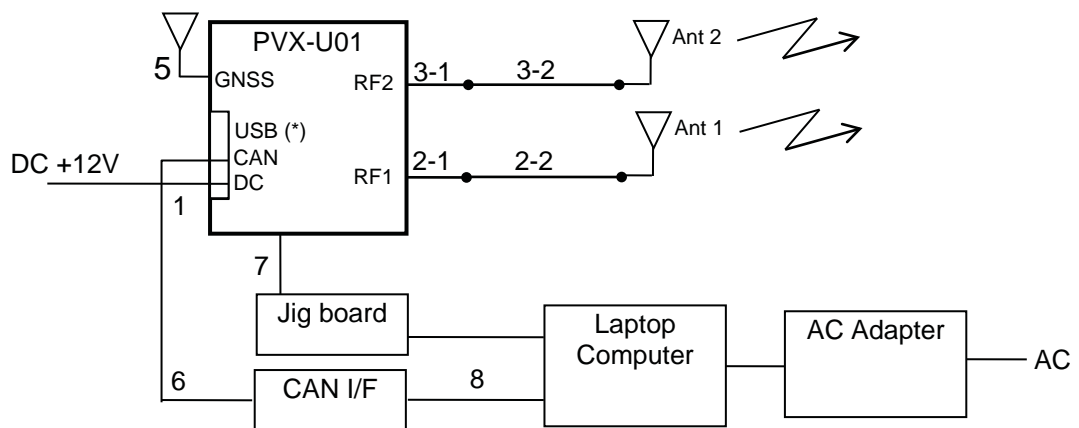 PVX-U01
Ant 2
5
GNSS
RF2
3-1
3-2
USB (*)
Ant 1
DC +12V
CAN
2-1
2-2
DC
RF1
1
7
Jig board
Laptop
Computer
AC Adapter
AC
6
CAN I/F
8